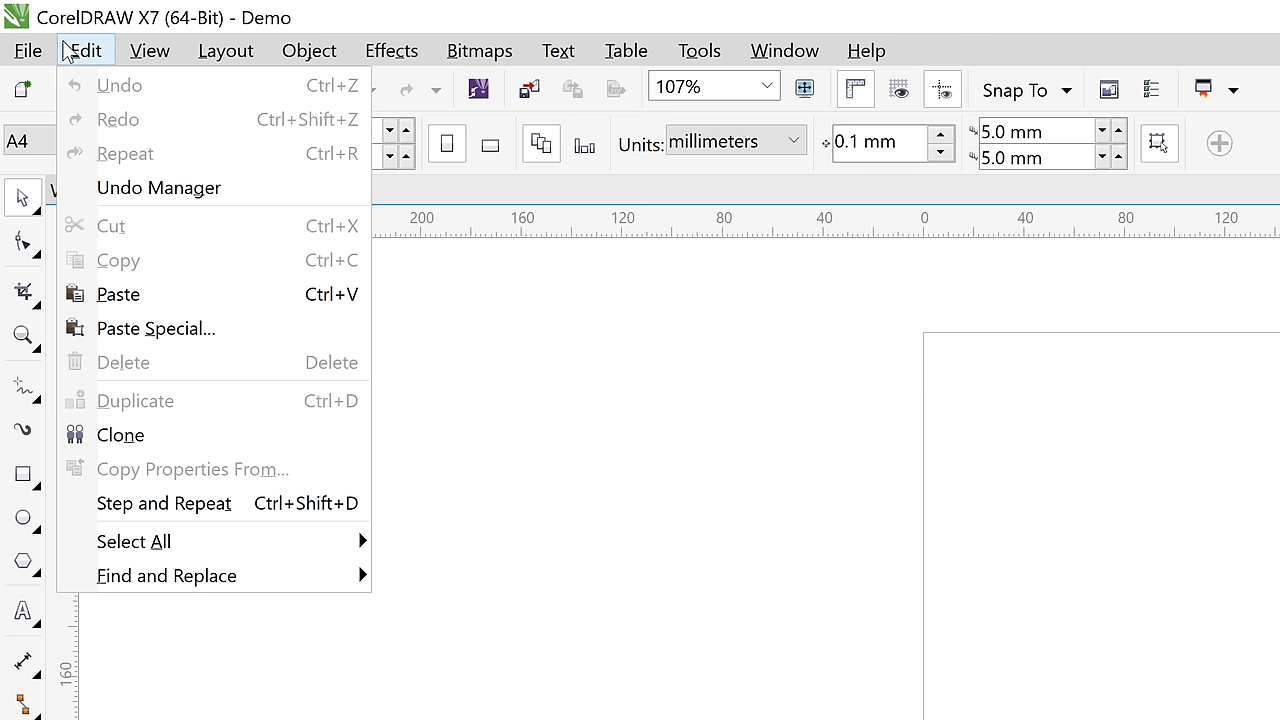 CorelDRAW X7 (64-Bit) - Demo
File Edit View Layout Object Effects Bitmaps Text Table Tools Window Help
107% Snap To
A4 Units: millimeters 0.1 mm 5.0 mm
5.0 mm
Undo Ctrl+Z
Redo Ctrl+Shift+Z
Repeat Ctrl+R
Undo Manager
Cut Ctrl+X
Copy Ctrl+C
Paste Ctrl+V
Paste Special...
Delete Delete
Duplicate Ctrl+D
Clone
Copy Properties From...
Step and Repeat Ctrl+Shift+D
Select All
Find and Replace
200 160 120 80 40 0 40 80 120
160